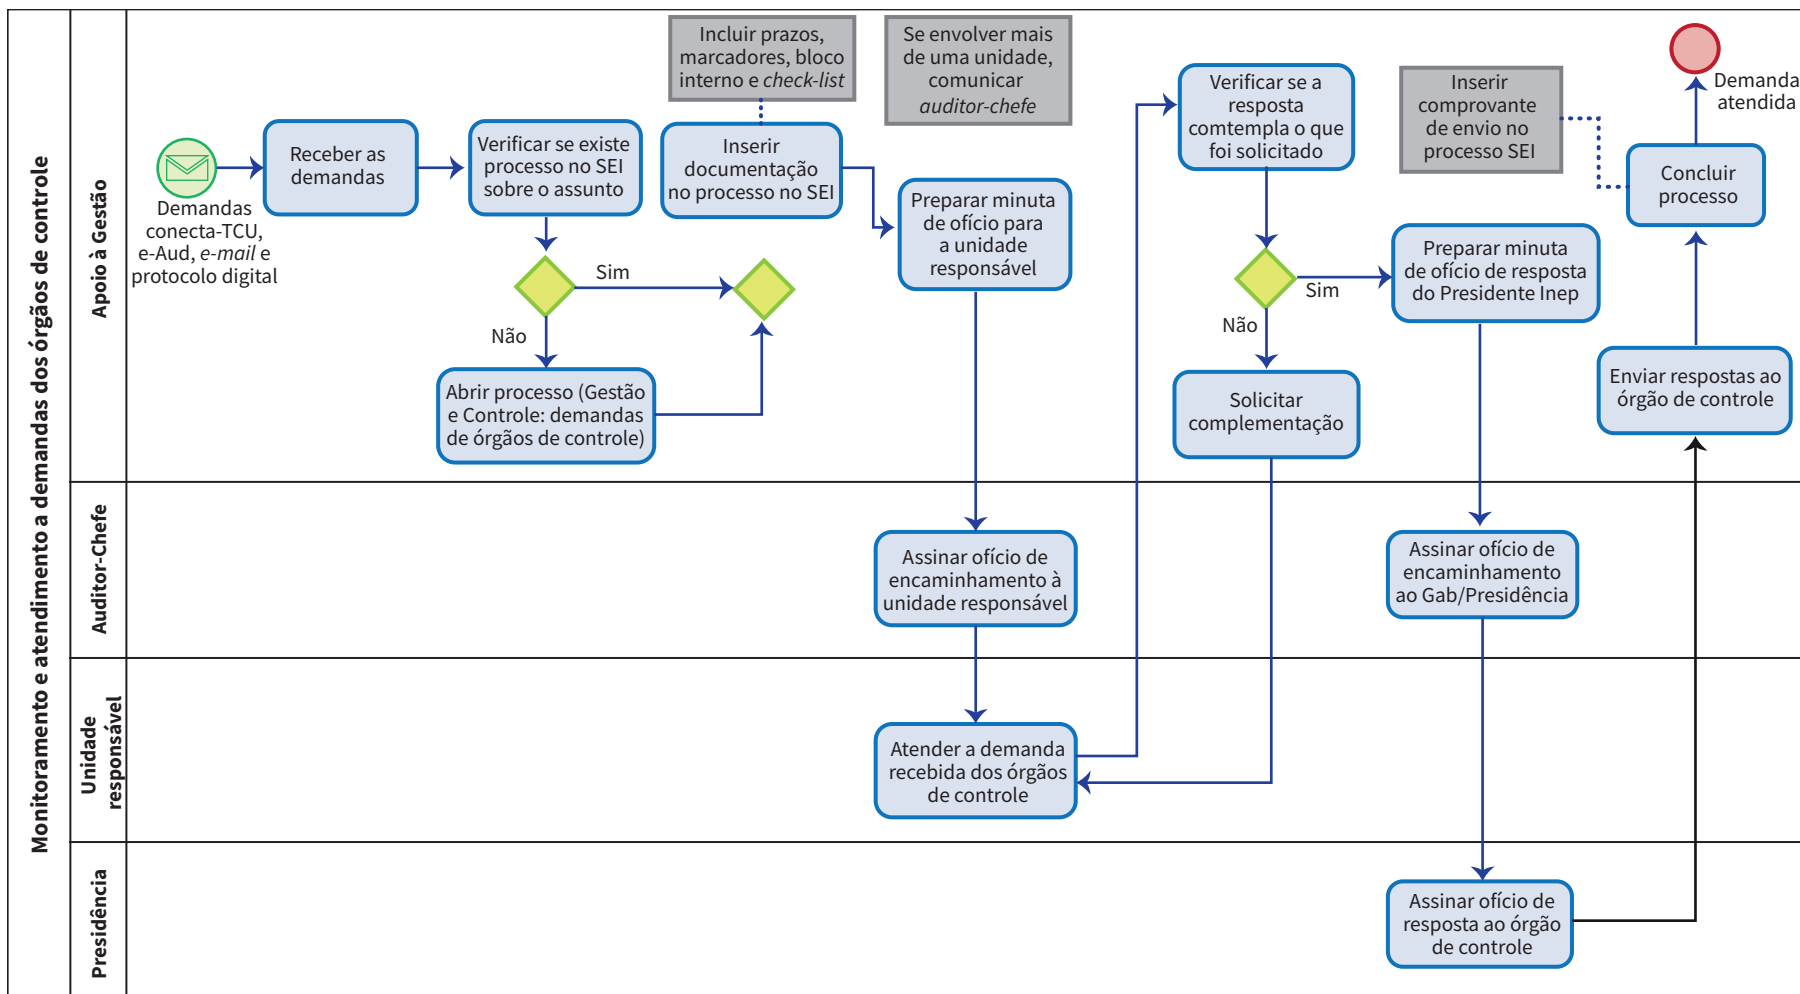 Monitoramento e atendimento a demandas dos órgãos de controle
Apoio à Gestão
Demandas
conecta-TCU,
e-Aud, e-mail e
protocolo digital
Receber as
demandas
Verificar se existe
processo no SEI
sobre o assunto
Sim
Não
Abrir processo (Gestão
e Controle: demandas
de órgãos de controle)
Incluir prazos,
marcadores, bloco
interno e check-list
Inserir
documentação
no processo no SEI
Se envolver mais
de uma unidade,
comunicar
auditor-chefe
Preparar minuta
de ofício para
a unidade
responsável
Verificar se a
resposta
comtempla o que
foi solicitado
Sim
Não
Solicitar
complementação
Preparar minuta
de ofício de resposta
do Presidente Inep
Inserir
comprovante
de envio no
processo SEI
Demanda
atendida
Concluir
processo
Enviar respostas ao
órgão de controle
Auditor-Chefe
Assinar ofício de
encaminhamento à
unidade responsável
Assinar ofício de
encaminhamento
ao Gab/Presidência
Unidade
responsável
Atender a demanda
recebida dos órgãos
de controle
Presidência
Assinar ofício de
resposta ao órgão
de controle